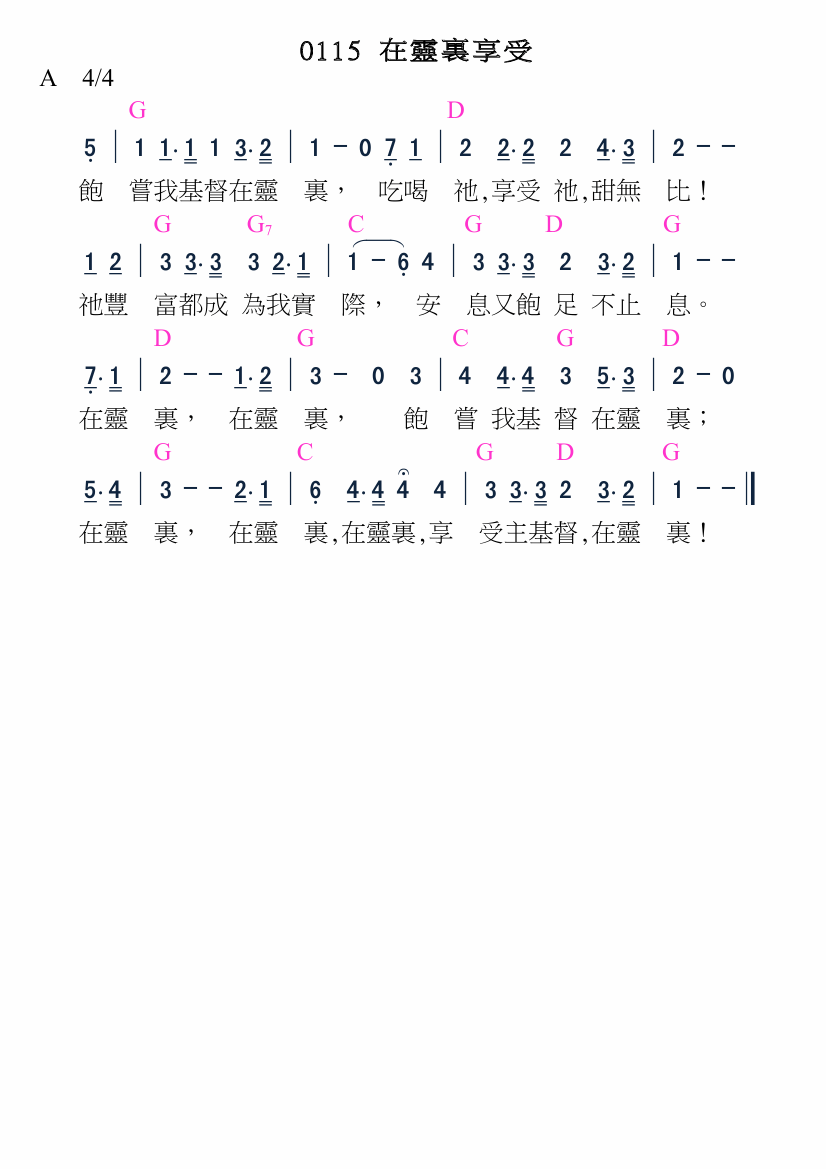 0115 在靈裏享受
A 4/4
G D
5̣ | 1 1·1 1 3·2 | 1 - 0 7̣ 1 | 2 2·2 2 4·3 | 2 - -
飽 嘗我基督在靈 裏， 吃喝 祂,享受 祂,甜無 比！
G G7 C G D G
1 2 | 3 3·3 3 2·1 | 1 - 6̣ 4 | 3 3·3 2 3·2 | 1 - -
祂豐 富都成 為我實 際， 安 息又飽 足 不止 息。
D G C G D
7̣·1 | 2 - - 1·2 | 3 - 0 3 | 4 4·4 3 5·3 | 2 - 0
在靈 裏， 在靈 裏， 飽 嘗 我基 督 在靈 裏；
G C G D G
5·4 | 3 - - 2·1 | 6̣ 4·4 4 4 | 3 3·3 2 3·2 | 1 - - ‖
在靈 裏， 在靈 裏,在靈裏,享 受主基督,在靈 裏！